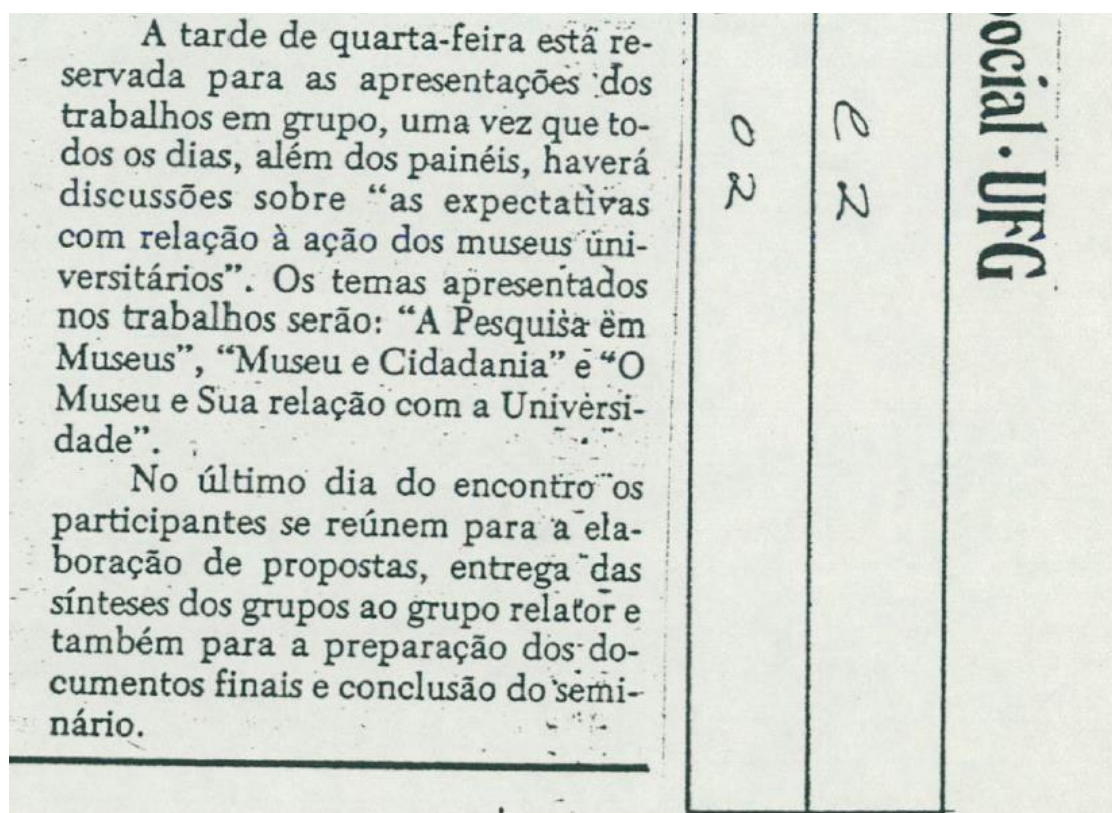 A tarde de quarta-feira está re-
servada para as apresentações dos
trabalhos em grupo, uma vez que to-
dos os dias, além dos painéis, haverá
discussões sobre “as expectativas
com relação à ação dos museus uni-
versitários”. Os temas apresentados
nos trabalhos serão: “A Pesquisa em
Museus”, “Museu e Cidadania” e “O
Museu e Sua relação com a Universi-
dade”.
No último dia do encontro os
participantes se reúnem para a ela-
boração de propostas, entrega das
sínteses dos grupos ao grupo relator e
também para a preparação dos do-
cumentos finais e conclusão do semi-
nário.
ocial · UFG
02